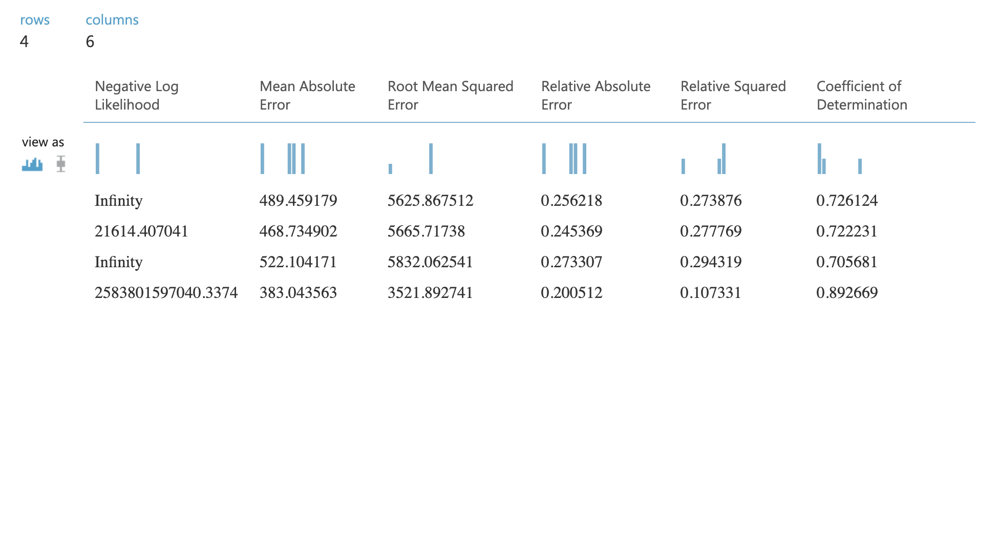 rows columns
4 6
Negative Log Likelihood Mean Absolute Error Root Mean Squared Error Relative Absolute Error Relative Squared Error Coefficient of Determination
view as
Infinity 489.459179 5625.867512 0.256218 0.273876 0.726124
21614.407041 468.734902 5665.71738 0.245369 0.277769 0.722231
Infinity 522.104171 5832.062541 0.273307 0.294319 0.705681
2583801597040.3374 383.043563 3521.892741 0.200512 0.107331 0.892669